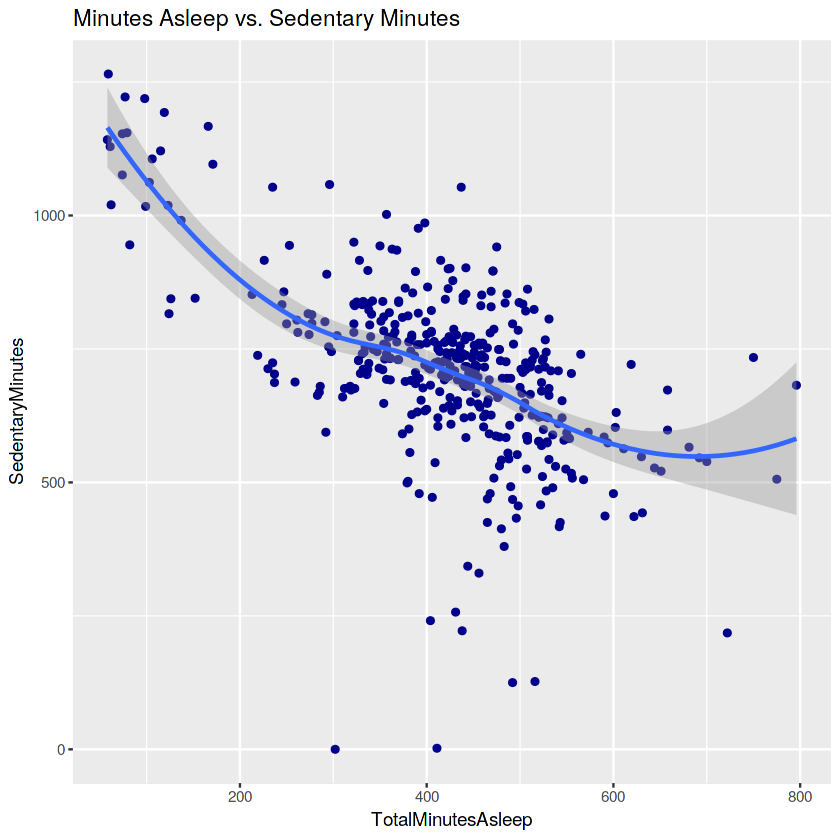 Minutes Asleep vs. Sedentary Minutes
SedentaryMinutes
1000
500
0
200 400 600 800
TotalMinutesAsleep